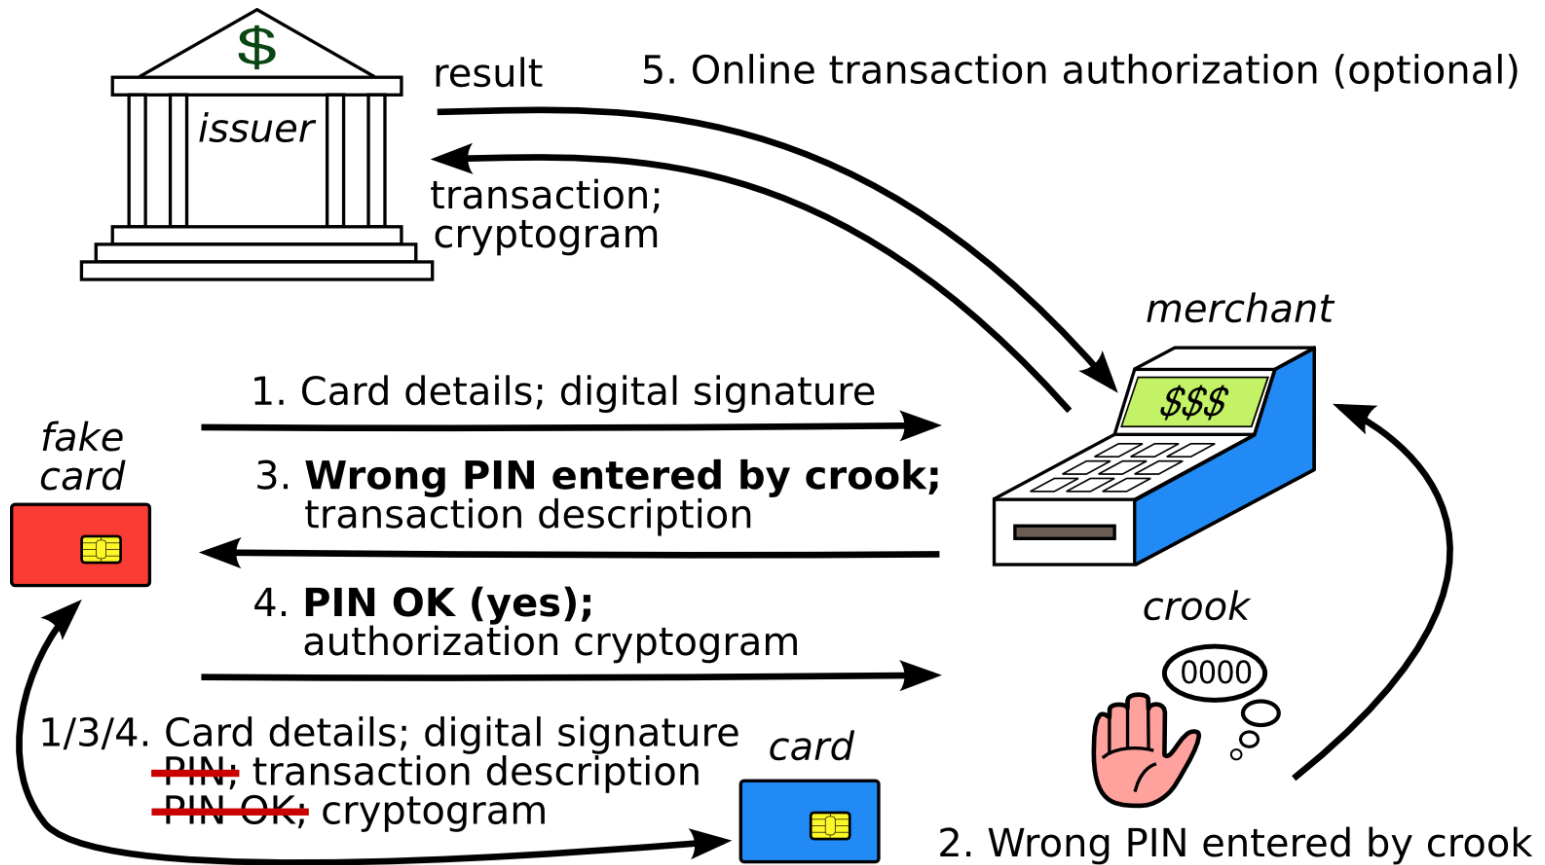 $
issuer
result
5. Online transaction authorization (optional)
transaction;
cryptogram
merchant
$$$
1. Card details; digital signature
fake
card
3. Wrong PIN entered by crook;
transaction description
4. PIN OK (yes);
authorization cryptogram
crook
0000
1/3/4. Card details; digital signature
PIN; transaction description
PIN OK; cryptogram
card
2. Wrong PIN entered by crook